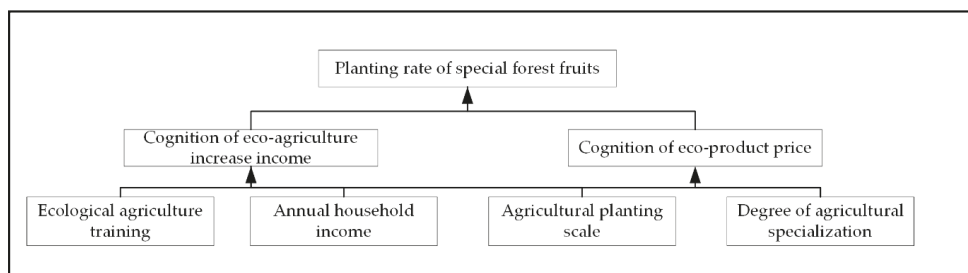 Planting rate of special forest fruits
Cognition of eco-agriculture
increase income
Cognition of eco-product price
Ecological agriculture
training
Annual household
income
Agricultural planting
scale
Degree of agricultural
specialization